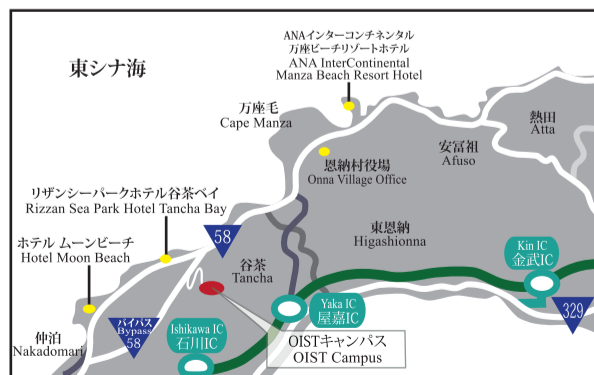 ANAインターコンチネンタル
万座ビーチリゾートホテル
ANA InterContinental
Manza Beach Resort Hotel
東シナ海
万座毛
Cape Manza
熱田
Atta
安冨祖
Afuso
恩納村役場
Onna Village Office
リザンシーパークホテル谷茶ベイ
Rizzan Sea Park Hotel Tancha Bay
58
東恩納
Higashionna
ホテル ムーンビーチ
Hotel Moon Beach
谷茶
Tancha
Kin IC
金武IC
Yaka IC
屋嘉IC
329
バイパス
Bypass
58
Ishikawa IC
石川IC
仲泊
Nakadomari
OISTキャンパス
OIST Campus